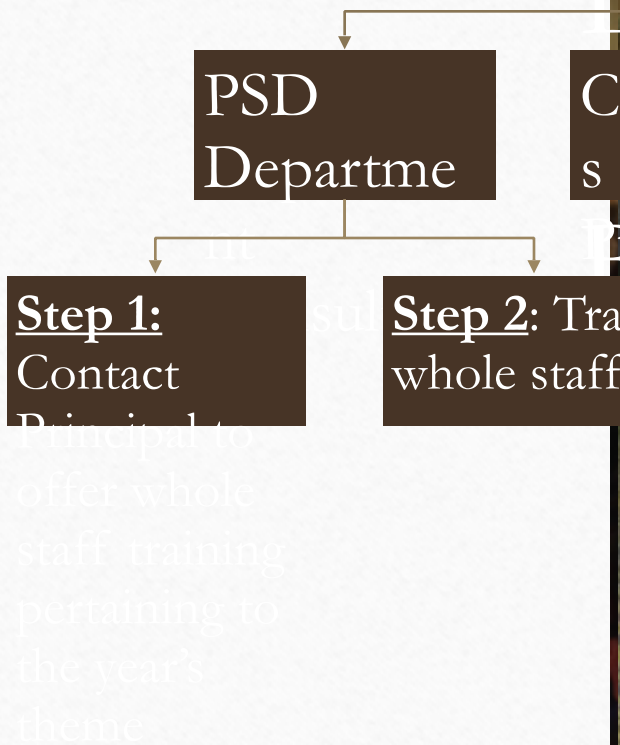 PSD
Departme
nt
C
s
sul
Step 1:
Contact
Principal to
offer whole
staff training
pertaining to
the year's
theme
Step 2: Tra
whole staff